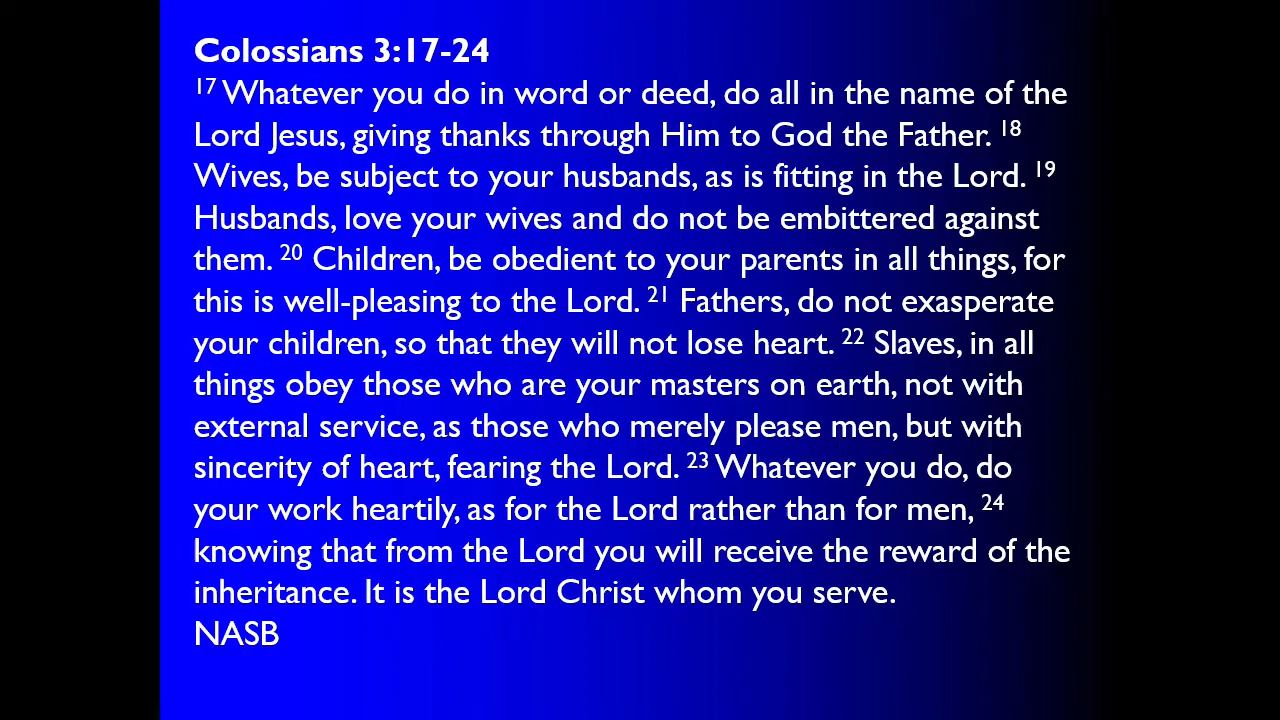 Colossians 3:17-24
17 Whatever you do in word or deed, do all in the name of the
Lord Jesus, giving thanks through Him to God the Father. 18
Wives, be subject to your husbands, as is fitting in the Lord. 19
Husbands, love your wives and do not be embittered against
them. 20 Children, be obedient to your parents in all things, for
this is well-pleasing to the Lord. 21 Fathers, do not exasperate
your children, so that they will not lose heart. 22 Slaves, in all
things obey those who are your masters on earth, not with
external service, as those who merely please men, but with
sincerity of heart, fearing the Lord. 23 Whatever you do, do
your work heartily, as for the Lord rather than for men, 24
knowing that from the Lord you will receive the reward of the
inheritance. It is the Lord Christ whom you serve.
NASB